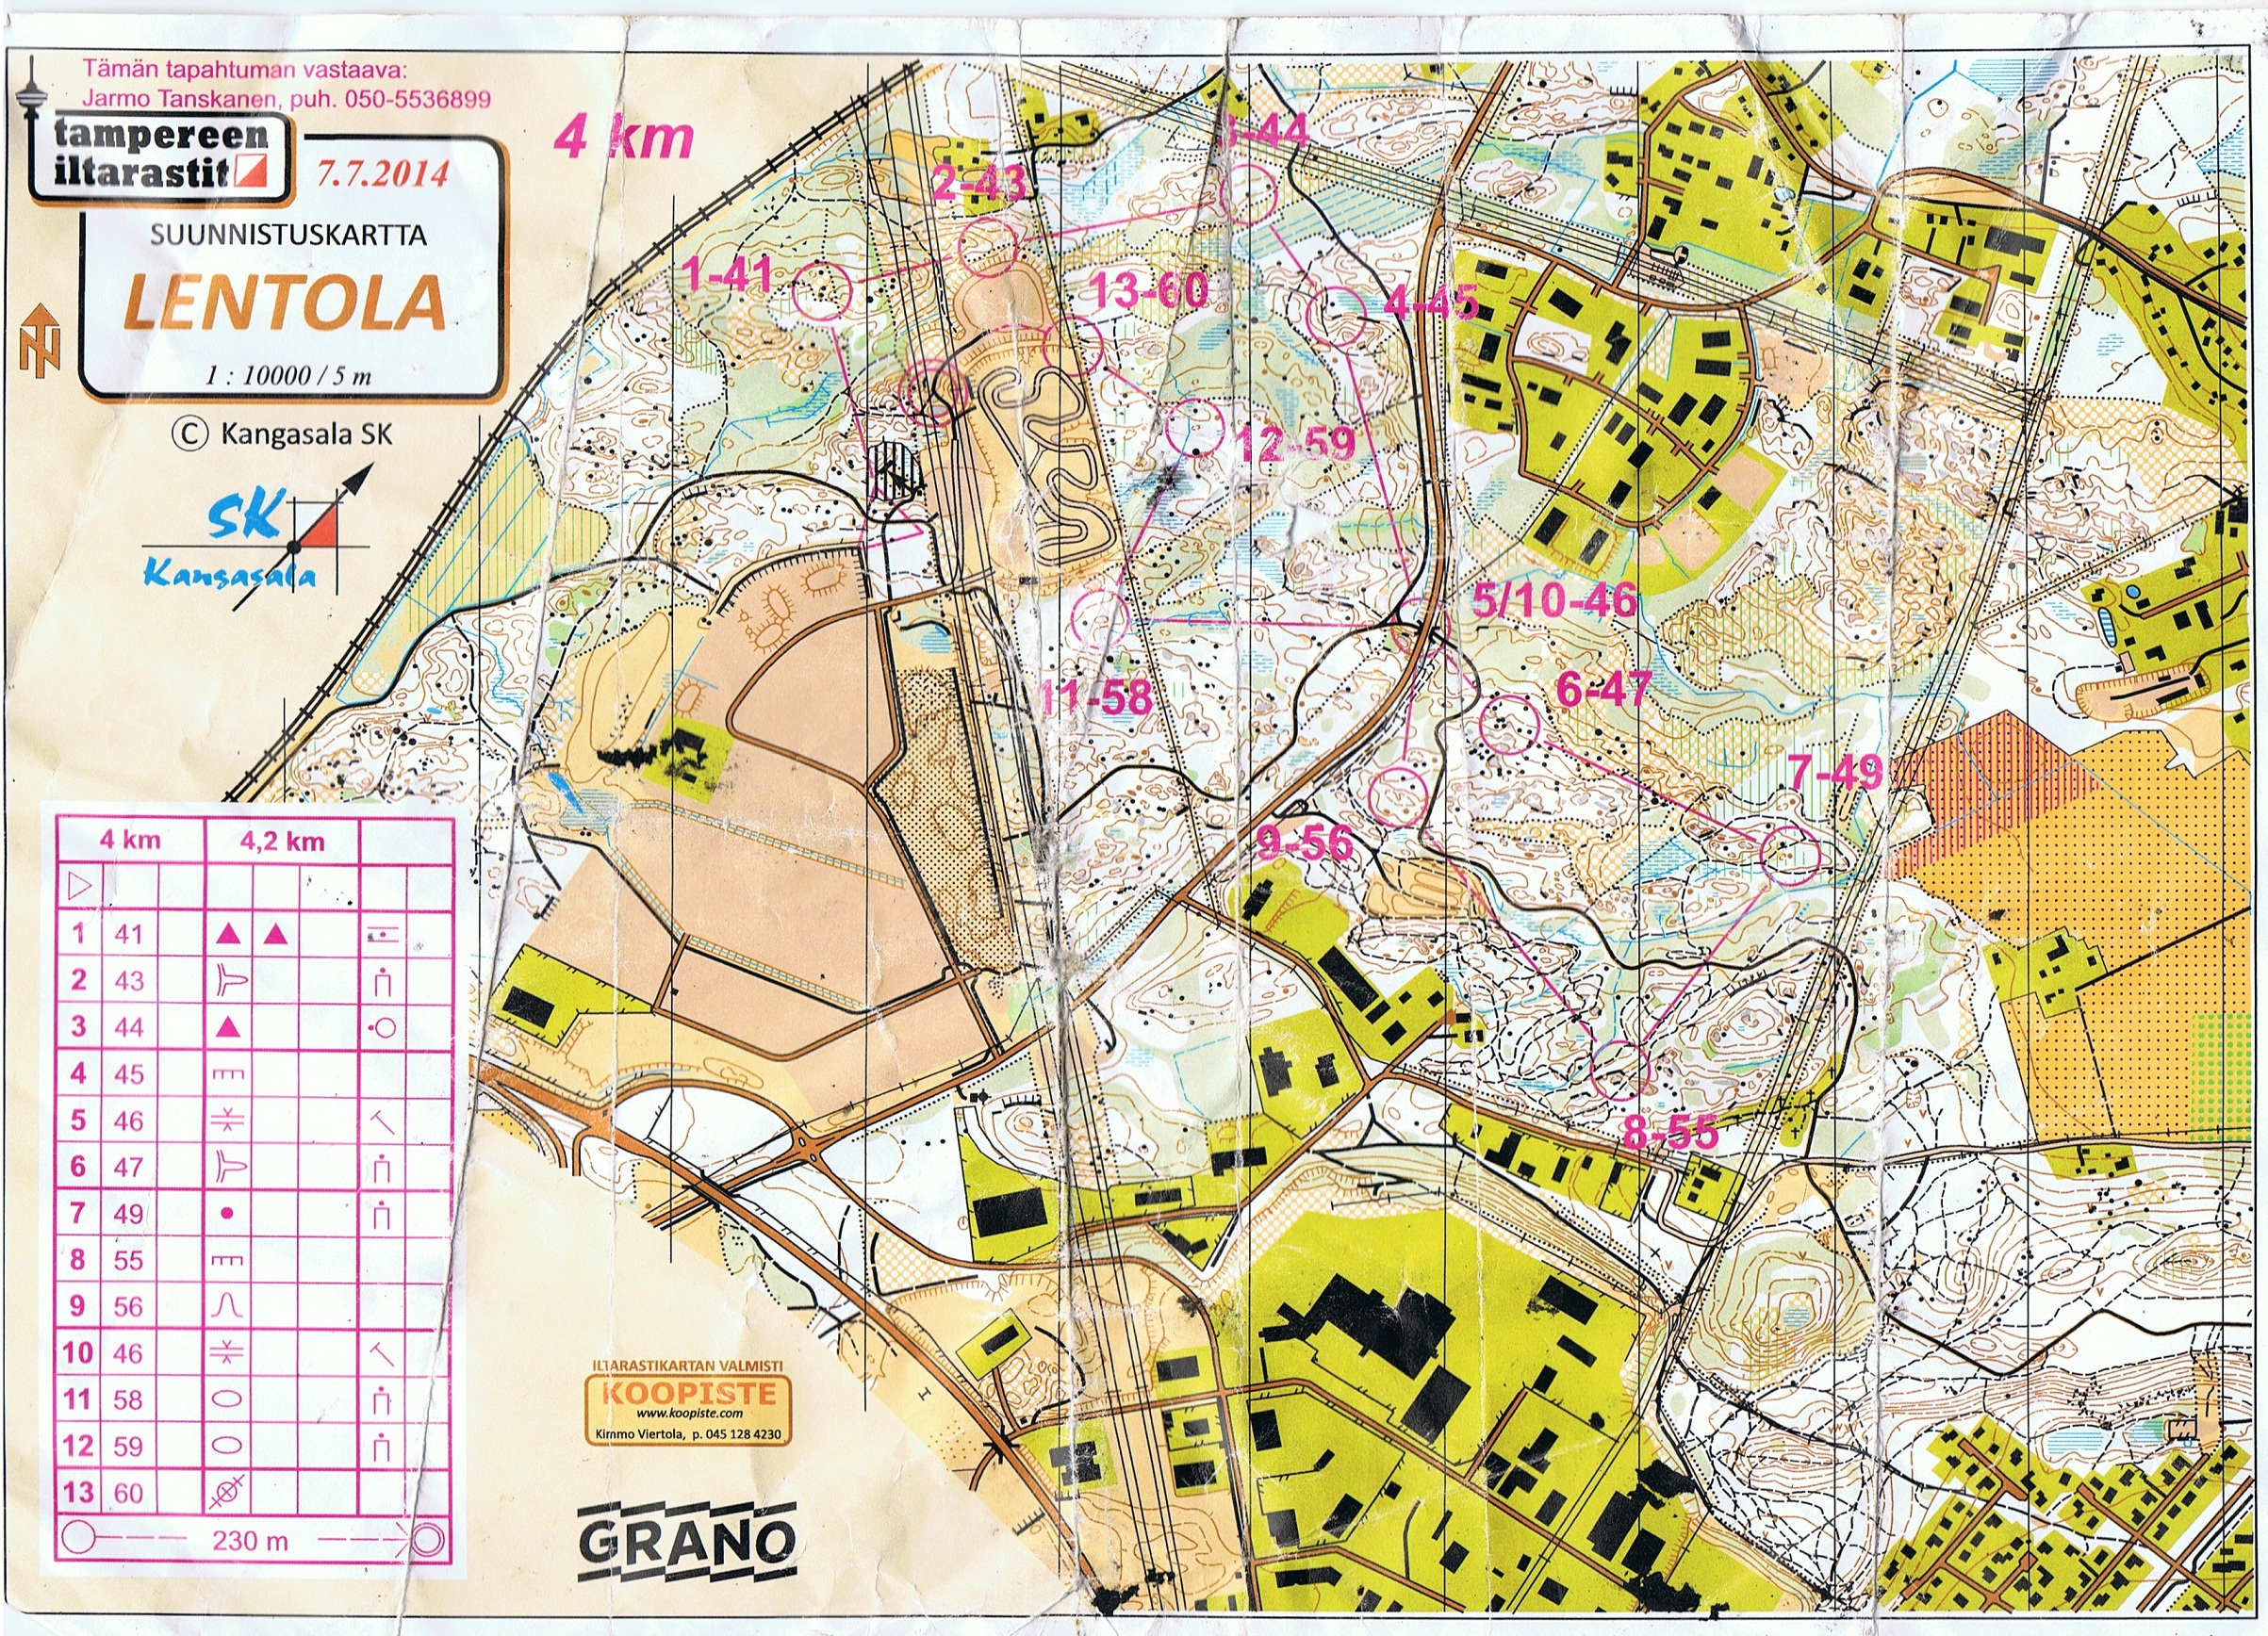 Tämän tapahtuman vastaava:
Jarmo Tanskanen, puh. 050-5536899
tampereen
iltarastit
7.7.2014
SUUNNISTUSKARTTA
LENTOLA
1 : 10000 / 5 m
N
© Kangasala SK
SK
Kangasala
4 km
3-44
2-43
1-41
13-60
4-45
12-59
5/10-46
11-58
6-47
7-49
9-56
8-55
4 km 4,2 km
1 41
2 43
3 44
4 45
5 46
6 47
7 49
8 55
9 56
10 46
11 58
12 59
13 60
230 m
ILTARASTIKARTAN VALMISTI
KOOPISTE
www.koopiste.com
Kimmo Viertola, p. 045 128 4230
GRANO